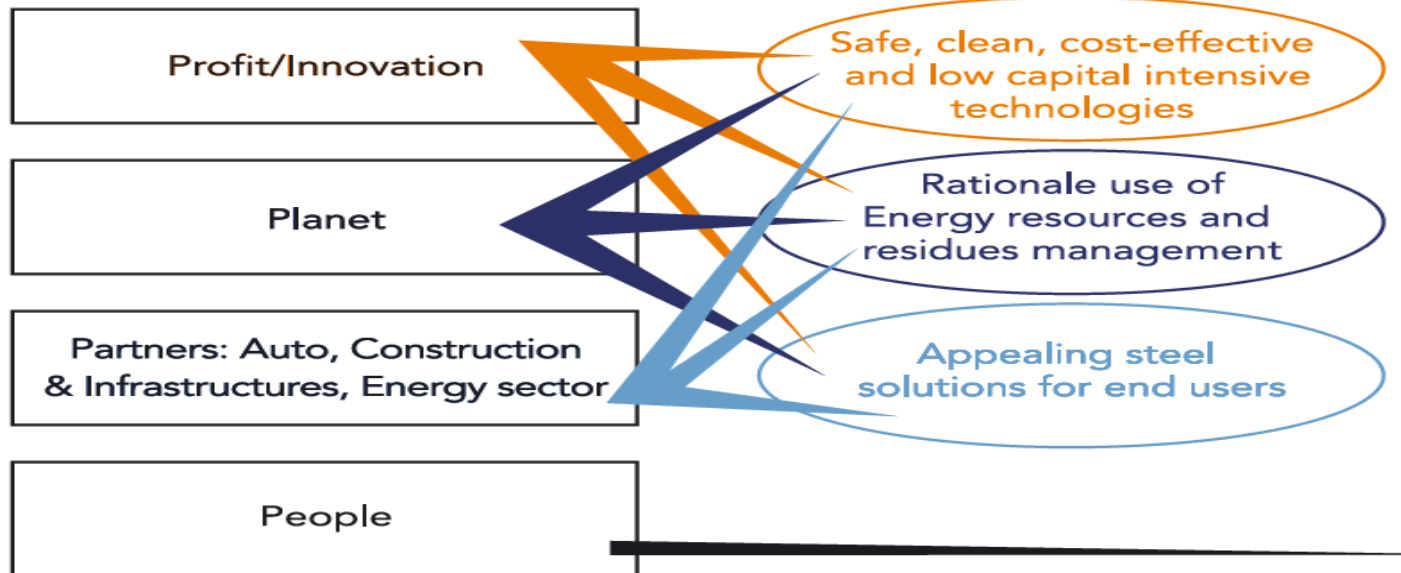 Profit/Innovation
Safe, clean, cost-effective
and low capital intensive
technologies
Planet
Rationale use of
Energy resources and
residues management
Partners: Auto, Construction
& Infrastructures, Energy sector
Appealing steel
solutions for end users
People